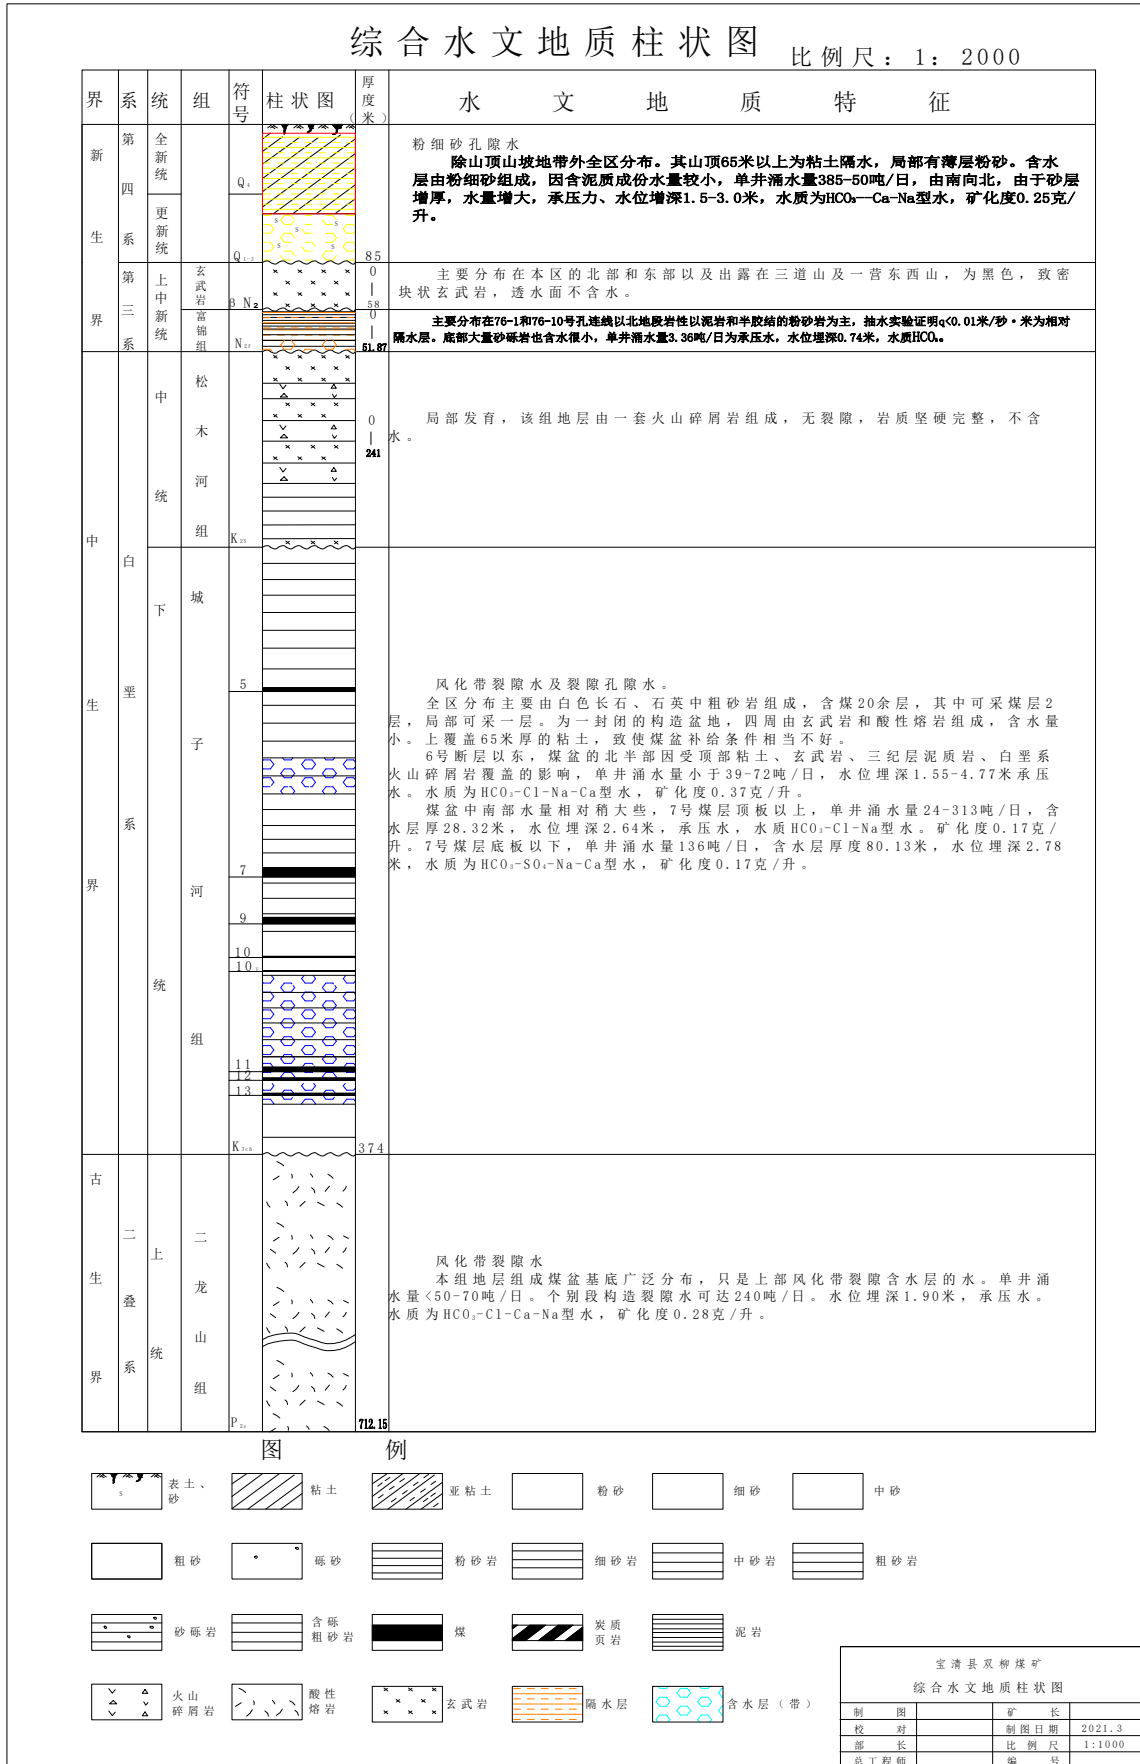 综合水文地质柱状图
比例尺：1：2000
界 系 统 组 符号 柱状图 厚度（米） 水文地质特征
新生界
第四系
全新统
Q₄
更新统
Q₁₋₃
85
粉细砂孔隙水
除山顶山坡地带外全区分布。其山顶65米以上为粘土隔水，局部有薄层粉砂。含水
层由粉细砂组成，因含泥质成份水量较小，单井涌水量385-50吨/日，由南向北，由于砂层
增厚，水量增大，承压力、水位增深1.5-3.0米，水质为HCO₃--Ca-Na型水，矿化度0.25克/
升。
第三系
上中新统
玄武岩
β N₂
0
|
58
主要分布在本区的北部和东部以及出露在三道山及一营东西山，为黑色，致密
块状玄武岩，透水面不含水。
富锦组
0
|
51.87
主要分布在76-1和76-10号孔连线以北地段岩性以泥岩和半胶结的粉砂岩为主，抽水实验证明q<0.01米/秒·米为相对
隔水层。底部大量砂砾岩也含水很小，单井涌水量3.36吨/日为承压水，水位埋深0.74米，水质HCO₃。
中生界
白垩系
中统
松木河组
0
|
241
局部发育，该组地层由一套火山碎屑岩组成，无裂隙，岩质坚硬完整，不含
水。
下统
城子河组
5
7
9
10
10
11
12
13
374
风化带裂隙水及裂隙孔隙水。
全区分布主要由白色长石、石英中粗砂岩组成，含煤20余层，其中可采煤层2
层，局部可采一层。为一封闭的构造盆地，四周由玄武岩和酸性熔岩组成，含水量
小。上覆盖65米厚的粘土，致使煤盆补给条件相当不好。
6号断层以东，煤盆的北半部因受顶部粘土、玄武岩、三纪层泥质岩、白垩系
火山碎屑岩覆盖的影响，单井涌水量小于39-72吨/日，水位埋深1.55-4.77米承压
水。水质为HCO₃-Cl-Na-Ca型水，矿化度0.37克/升。
煤盆中南部水量相对稍大些，7号煤层顶板以上，单井涌水量24-313吨/日，含
水层厚28.32米，水位埋深2.64米，承压水，水质HCO₃-Cl-Na型水。矿化度0.17克/
升。7号煤层底板以下，单井涌水量136吨/日，含水层厚度80.13米，水位埋深2.78
米，水质为HCO₃-SO₄-Na-Ca型水，矿化度0.17克/升。
古生界
二叠系
上统
二龙山组
712.15
风化带裂隙水
本组地层组成煤盆基底广泛分布，只是上部风化带裂隙含水层的水。单井涌
水量<50-70吨/日。个别段构造裂隙水可达240吨/日。水位埋深1.90米，承压水。
水质为HCO₃-Cl-Ca-Na型水，矿化度0.28克/升。
图例
表土、砂 粘土 亚粘土 粉砂 细砂 中砂
粗砂 砾砂 粉砂岩 细砂岩 中砂岩 粗砂岩
砂砾岩 含砾粗砂岩 煤 炭质页岩 泥岩
火山碎屑岩 酸性熔岩 玄武岩 隔水层 含水层（带）
宝清县双柳煤矿
综合水文地质柱状图
制图 矿长
校对 制图日期 2021.3
部长 比例尺 1:1000
总工程师 编号